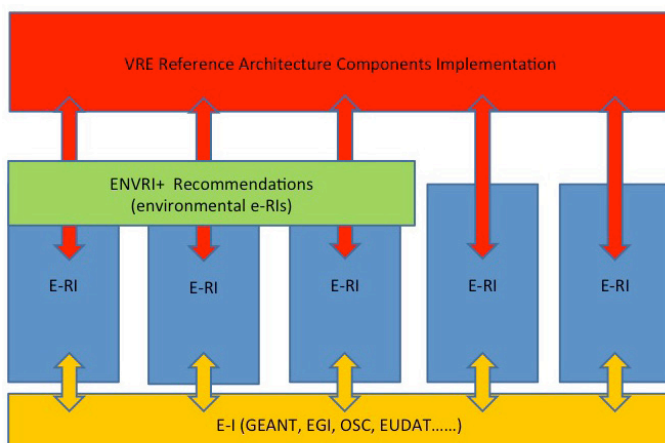 VRE Reference Architecture Components Implementation
ENVRI+ Recommendations
(environmental e-RIs)
E-RI
E-RI
E-RI
E-RI
E-RI
E-I (GEANT, EGI, OSC, EUDAT......)